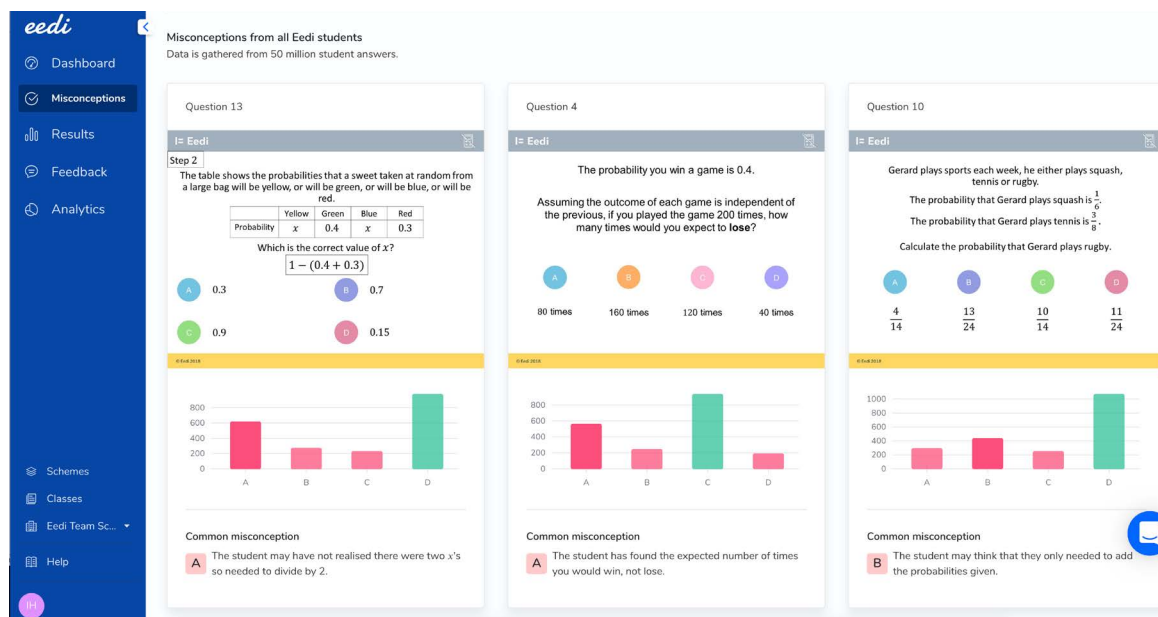 eedi
Dashboard
Misconceptions
Results
Feedback
Analytics
Schemes
Classes
Eedi Team Sc...
Help
IH
Misconceptions from all Eedi students
Data is gathered from 50 million student answers.
Question 13
I= Eedi
Step 2
The table shows the probabilities that a sweet taken at random from
a large bag will be yellow, or will be green, or will be blue, or will be
red.
Yellow Green Blue Red
Probability x 0.4 x 0.3
Which is the correct value of x?
1 − (0.4 + 0.3)
A 0.3
B 0.7
C 0.9
D 0.15
© Eedi 2018
800
600
400
200
0
A B C D
Common misconception
A The student may have not realised there were two x's
so needed to divide by 2.
Question 4
I= Eedi
The probability you win a game is 0.4.
Assuming the outcome of each game is independent of
the previous, if you played the game 200 times, how
many times would you expect to lose?
A B C D
80 times 160 times 120 times 40 times
© Eedi 2018
800
600
400
200
0
A B C D
Common misconception
A The student has found the expected number of times
you would win, not lose.
Question 10
I= Eedi
Gerard plays sports each week, he either plays squash,
tennis or rugby.
The probability that Gerard plays squash is 1/6.
The probability that Gerard plays tennis is 3/8.
Calculate the probability that Gerard plays rugby.
A B C D
4/14 13/24 10/14 11/24
© Eedi 2018
1000
800
600
400
200
0
A B C D
Common misconception
B The student may think that they only needed to add
the probabilities given.